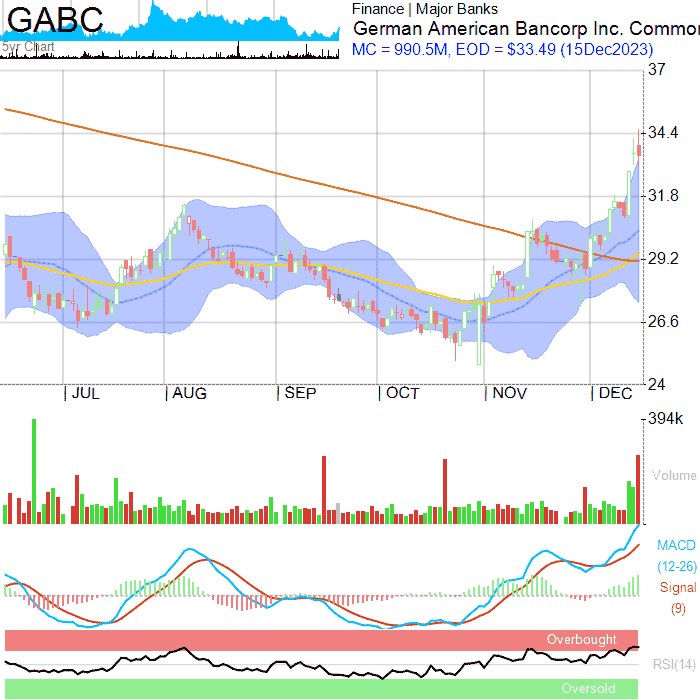 GABC
5yr Chart
Finance | Major Banks
German American Bancorp Inc. Commo
MC = 990.5M, EOD = $33.49 (15Dec2023)
37
34.4
31.8
29.2
26.6
24
JUL AUG SEP OCT NOV DEC
394k
Volume
MACD
(12-26)
Signal
(9)
Overbought
RSI(14)
Oversold